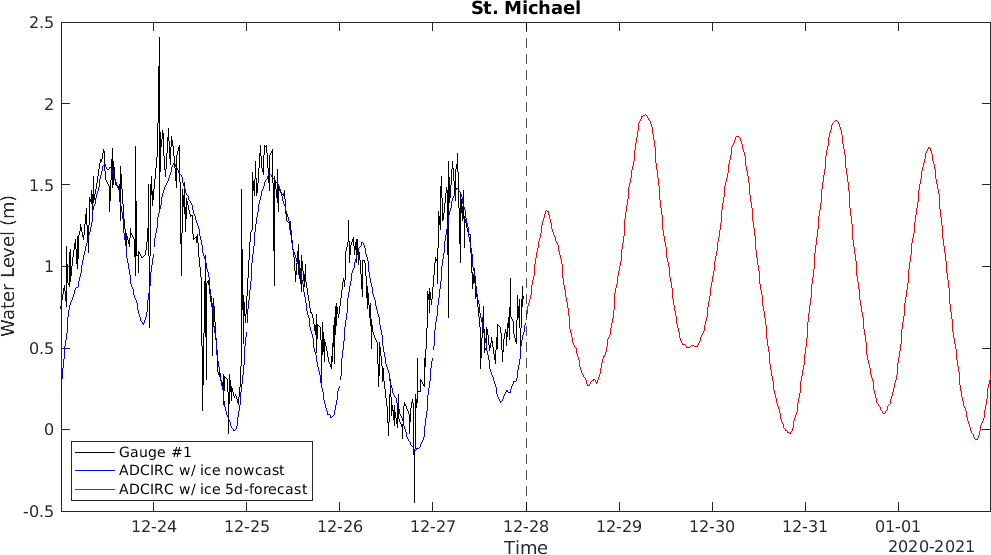 St. Michael
Water Level (m)
2.5
2
1.5
1
0.5
0
-0.5
Gauge #1
ADCIRC w/ ice nowcast
ADCIRC w/ ice 5d-forecast
12-24 12-25 12-26 12-27 12-28 12-29 12-30 12-31 01-01
Time
2020-2021